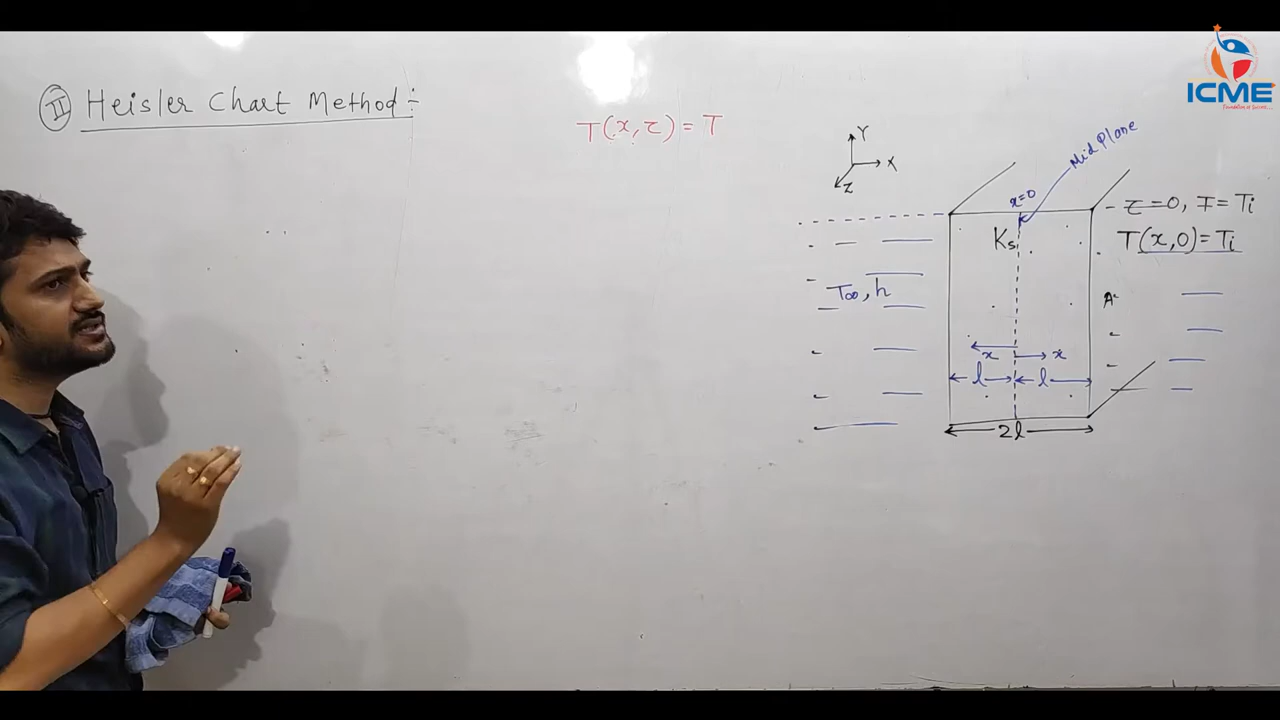 II Heisler Chart Method :-
T(x, τ) = T
ICME
Y
X
Z
Mid Plane
x=0
τ=0, T=Ti
T(x,0)=Ti
Ks
T∞, h
A
x
x
l
l
2l